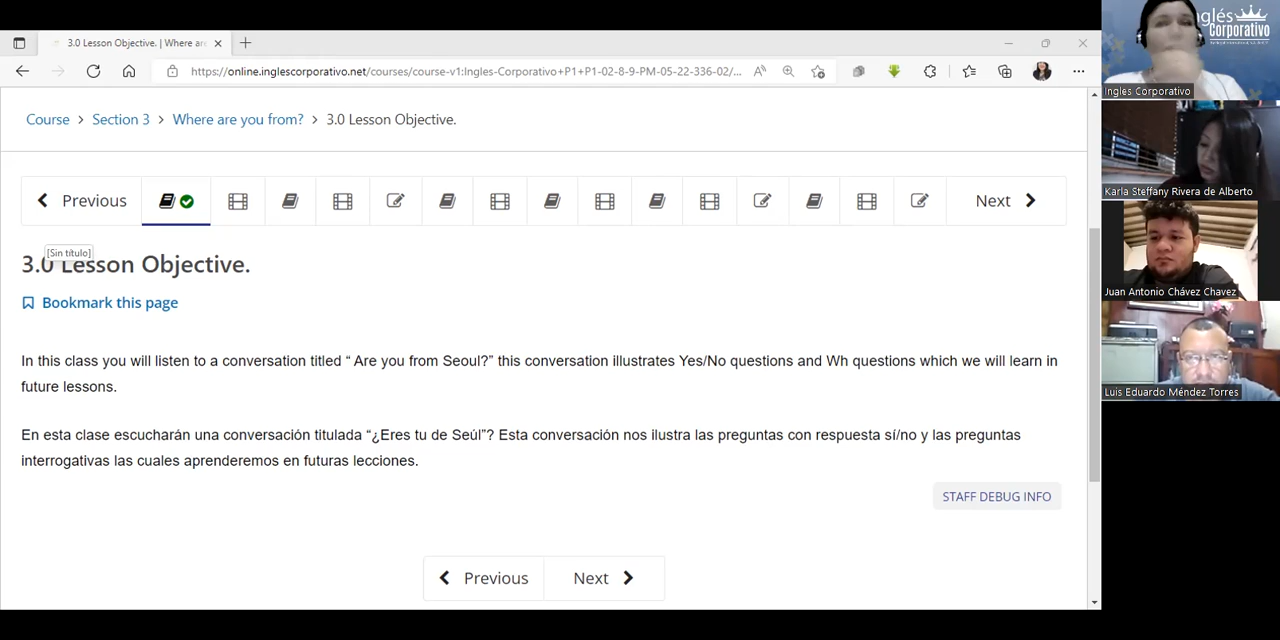 3.0 Lesson Objective. | Where are
https://online.inglescorporativo.net/courses/course-v1:Ingles-Corporativo+P1+P1-02-8-9-PM-05-22-336-02/...
Course > Section 3 > Where are you from? > 3.0 Lesson Objective.
Previous
Next
[Sin título]
3.0 Lesson Objective.
Bookmark this page
In this class you will listen to a conversation titled “ Are you from Seoul?” this conversation illustrates Yes/No questions and Wh questions which we will learn in
future lessons.
En esta clase escucharán una conversación titulada “¿Eres tu de Seúl”? Esta conversación nos ilustra las preguntas con respuesta sí/no y las preguntas
interrogativas las cuales aprenderemos en futuras lecciones.
STAFF DEBUG INFO
Previous
Next
Inglés
Corporativo
Ingles Corporativo
Karla Steffany Rivera de Alberto
Juan Antonio Chávez Chavez
Luis Eduardo Méndez Torres